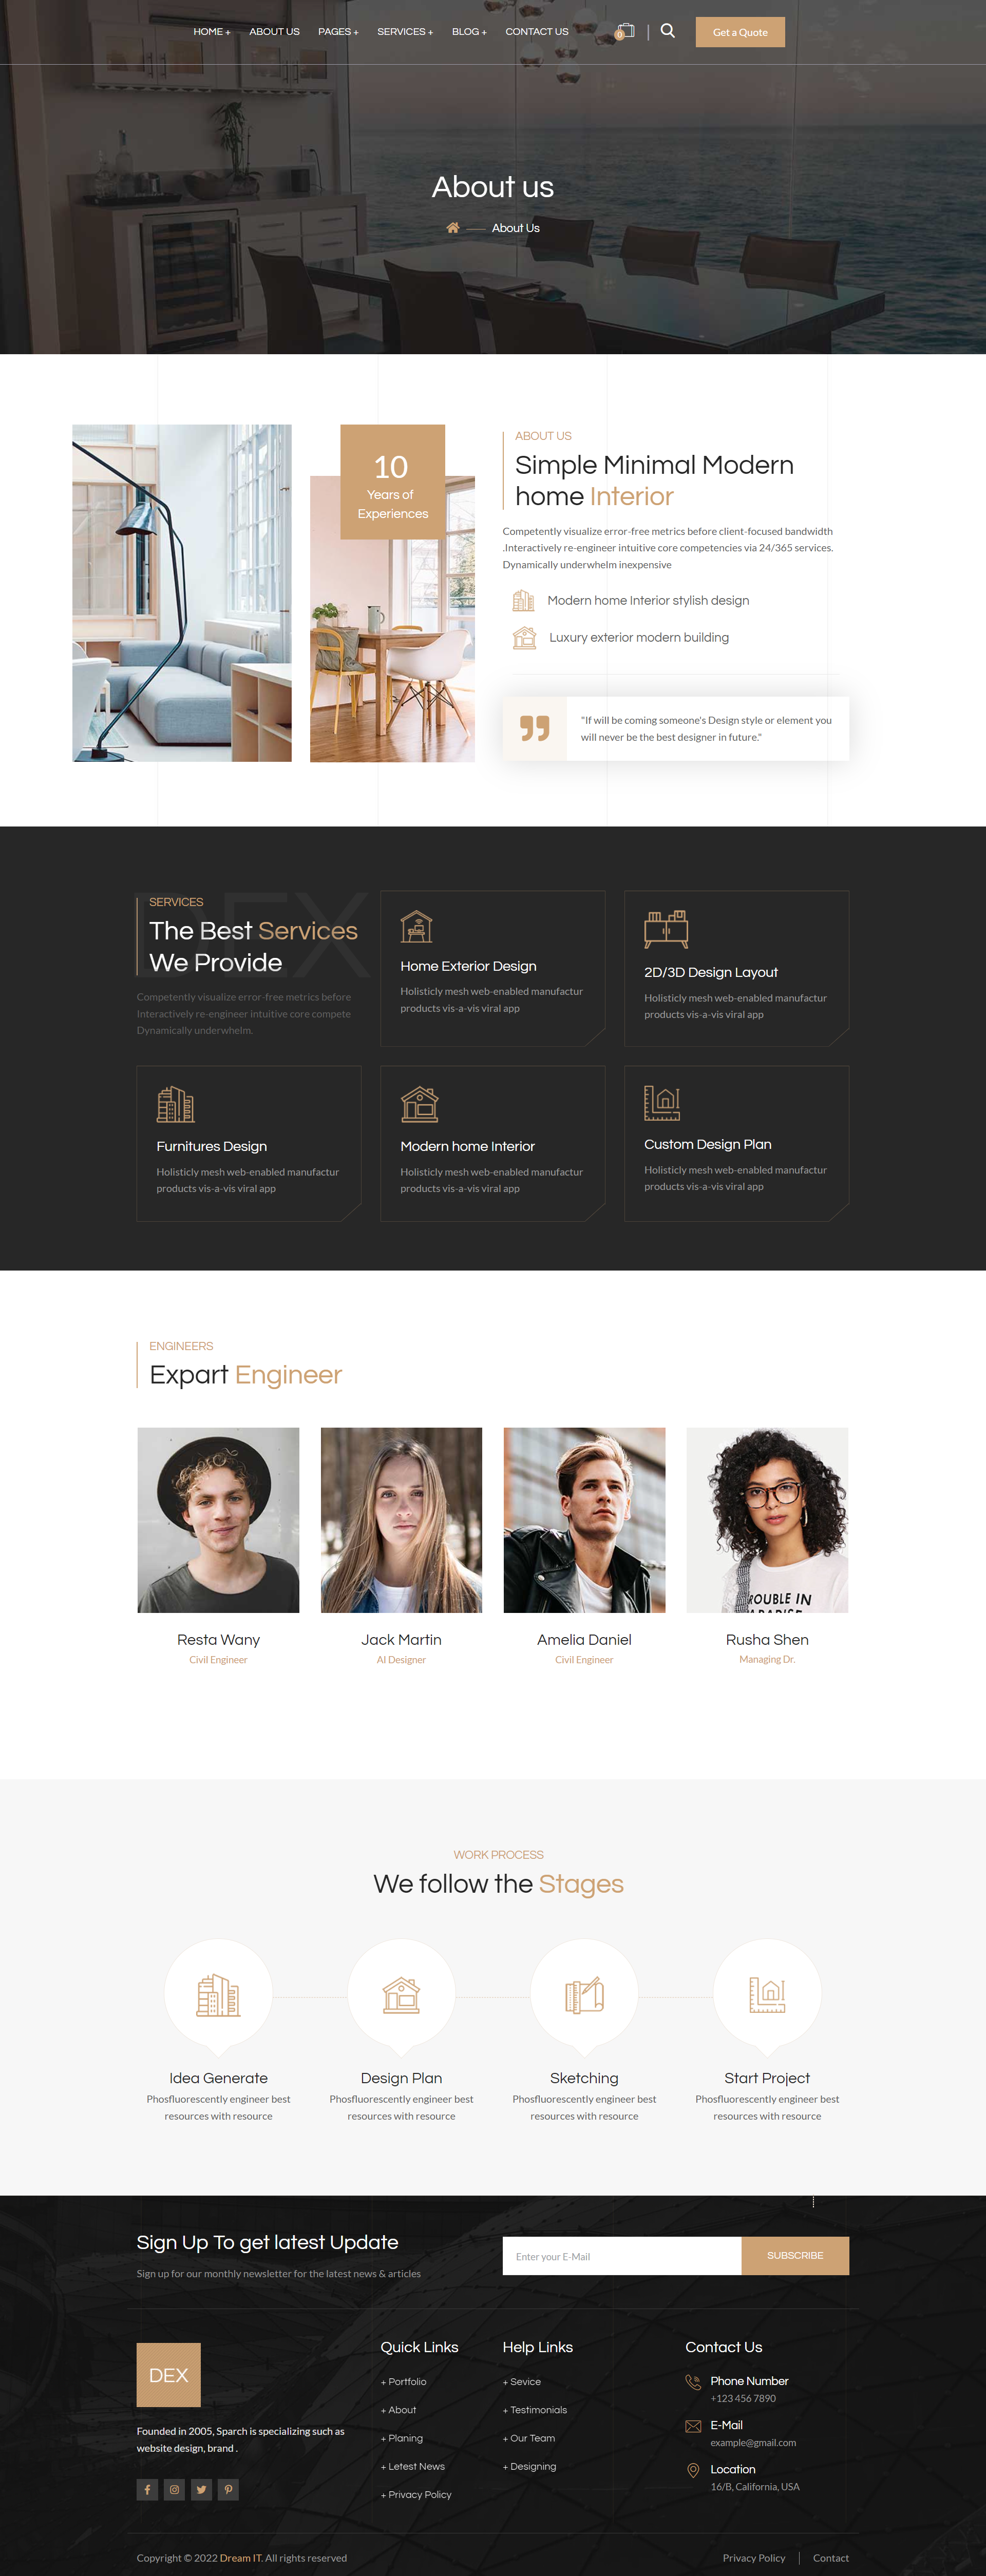 HOME +
ABOUT US
PAGES +
SERVICES +
BLOG +
CONTACT US
0
Get a Quote
About us
About Us
10
Years of
Experiences
ABOUT US
Simple Minimal Modern
home Interior
Competently visualize error-free metrics before client-focused bandwidth
.Interactively re-engineer intuitive core competencies via 24/365 services.
Dynamically underwhelm inexpensive
Modern home Interior stylish design
Luxury exterior modern building
"If will be coming someone's Design style or element you
will never be the best designer in future."
DEX
SERVICES
The Best Services
We Provide
Competently visualize error-free metrics before
Interactively re-engineer intuitive core compete
Dynamically underwhelm.
Home Exterior Design
Holisticly mesh web-enabled manufactur
products vis-a-vis viral app
2D/3D Design Layout
Holisticly mesh web-enabled manufactur
products vis-a-vis viral app
Furnitures Design
Holisticly mesh web-enabled manufactur
products vis-a-vis viral app
Modern home Interior
Holisticly mesh web-enabled manufactur
products vis-a-vis viral app
Custom Design Plan
Holisticly mesh web-enabled manufactur
products vis-a-vis viral app
ENGINEERS
Expart Engineer
ROUBLE IN
Resta Wany
Civil Engineer
Jack Martin
AI Designer
Amelia Daniel
Civil Engineer
Rusha Shen
Managing Dr.
WORK PROCESS
We follow the Stages
Idea Generate
Phosfluorescently engineer best
resources with resource
Design Plan
Phosfluorescently engineer best
resources with resource
Sketching
Phosfluorescently engineer best
resources with resource
Start Project
Phosfluorescently engineer best
resources with resource
Sign Up To get latest Update
Sign up for our monthly newsletter for the latest news & articles
Enter your E-Mail
SUBSCRIBE
DEX
Founded in 2005, Sparch is specializing such as
website design, brand .
Quick Links
+ Portfolio
+ About
+ Planing
+ Letest News
+ Privacy Policy
Help Links
+ Sevice
+ Testimonials
+ Our Team
+ Designing
Contact Us
Phone Number
+123 456 7890
E-Mail
example@gmail.com
Location
16/B, California, USA
Copyright © 2022 Dream IT. All rights reserved
Privacy Policy
Contact